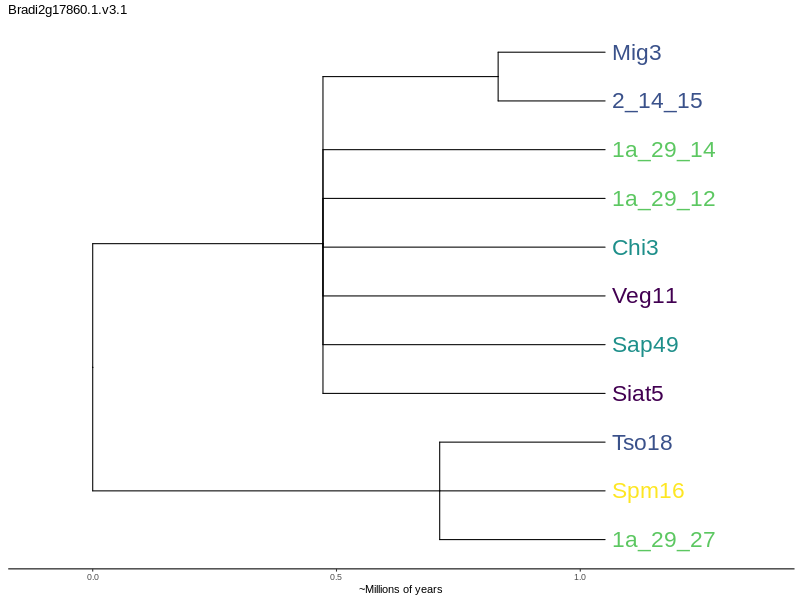 Bradi2g17860.1.v3.1
Mig3
2_14_15
1a_29_14
1a_29_12
Chi3
Veg11
Sap49
Siat5
Tso18
Spm16
1a_29_27
0.0 0.5 1.0
~Millions of years